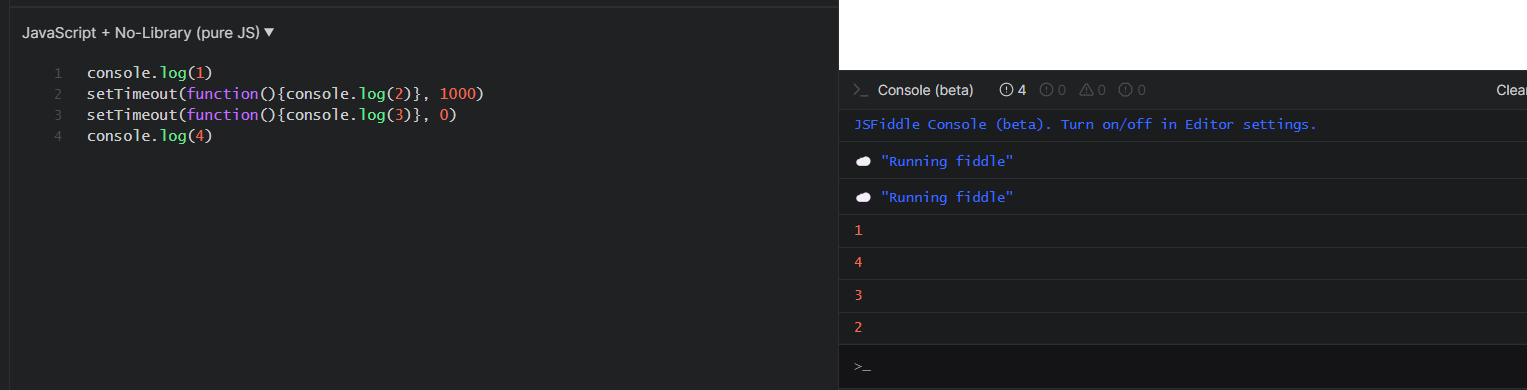 JavaScript + No-Library (pure JS) ▼
1 console.log(1)
2 setTimeout(function(){console.log(2)}, 1000)
3 setTimeout(function(){console.log(3)}, 0)
4 console.log(4)
>_ Console (beta) 4 0 0 0 Clear
JSFiddle Console (beta). Turn on/off in Editor settings.
☁️ "Running fiddle"
☁️ "Running fiddle"
1
4
3
2
>_